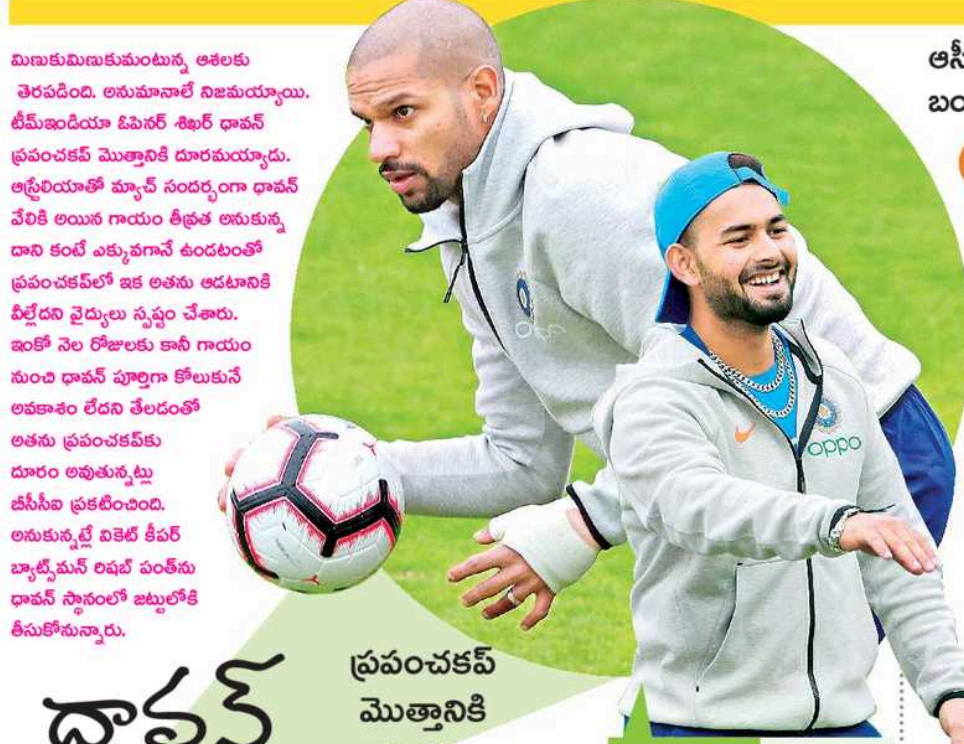 మిణుకుమిణుకుమంటున్న ఆశలకు
తెరపడింది. అనుమానాలే నిజమయ్యాయి.
టీమ్ఇండియా ఓపెనర్ శిఖర్ ధావన్
ప్రపంచకప్ మొత్తానికి దూరమయ్యాడు.
ఆస్ట్రేలియాతో మ్యాచ్ సందర్భంగా ధావన్
వేలికి అయిన గాయం తీవ్రత అనుకున్న
దాని కంటే ఎక్కువగానే ఉండటంతో
ప్రపంచకప్‌లో ఇక అతను ఆడటానికి
వీల్లేదని వైద్యులు స్పష్టం చేశారు.
ఇంకో నెల రోజులకు కానీ గాయం
నుంచి ధావన్ పూర్తిగా కోలుకునే
అవకాశం లేదని తేలడంతో
అతను ప్రపంచకప్‌కు
దూరం అవుతున్నట్లు
బీసీసీఐ ప్రకటించింది.
అనుకున్నట్లే వికెట్ కీపర్
బ్యాట్స్‌మన్ రిషబ్ పంత్‌ను
ధావన్ స్థానంలో జట్టులోకి
తీసుకోనున్నారు.
oppo
ప్రపంచకప్
మొత్తానికి
ధావన్